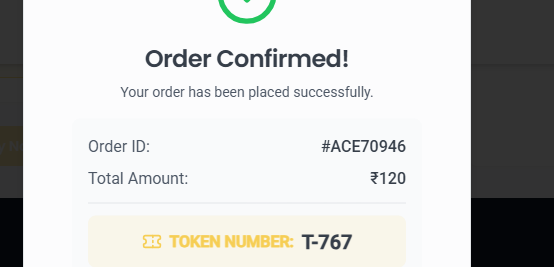 Order Confirmed!
Your order has been placed successfully.
Order ID: #ACE70946
Total Amount: ₹120
TOKEN NUMBER: T-767